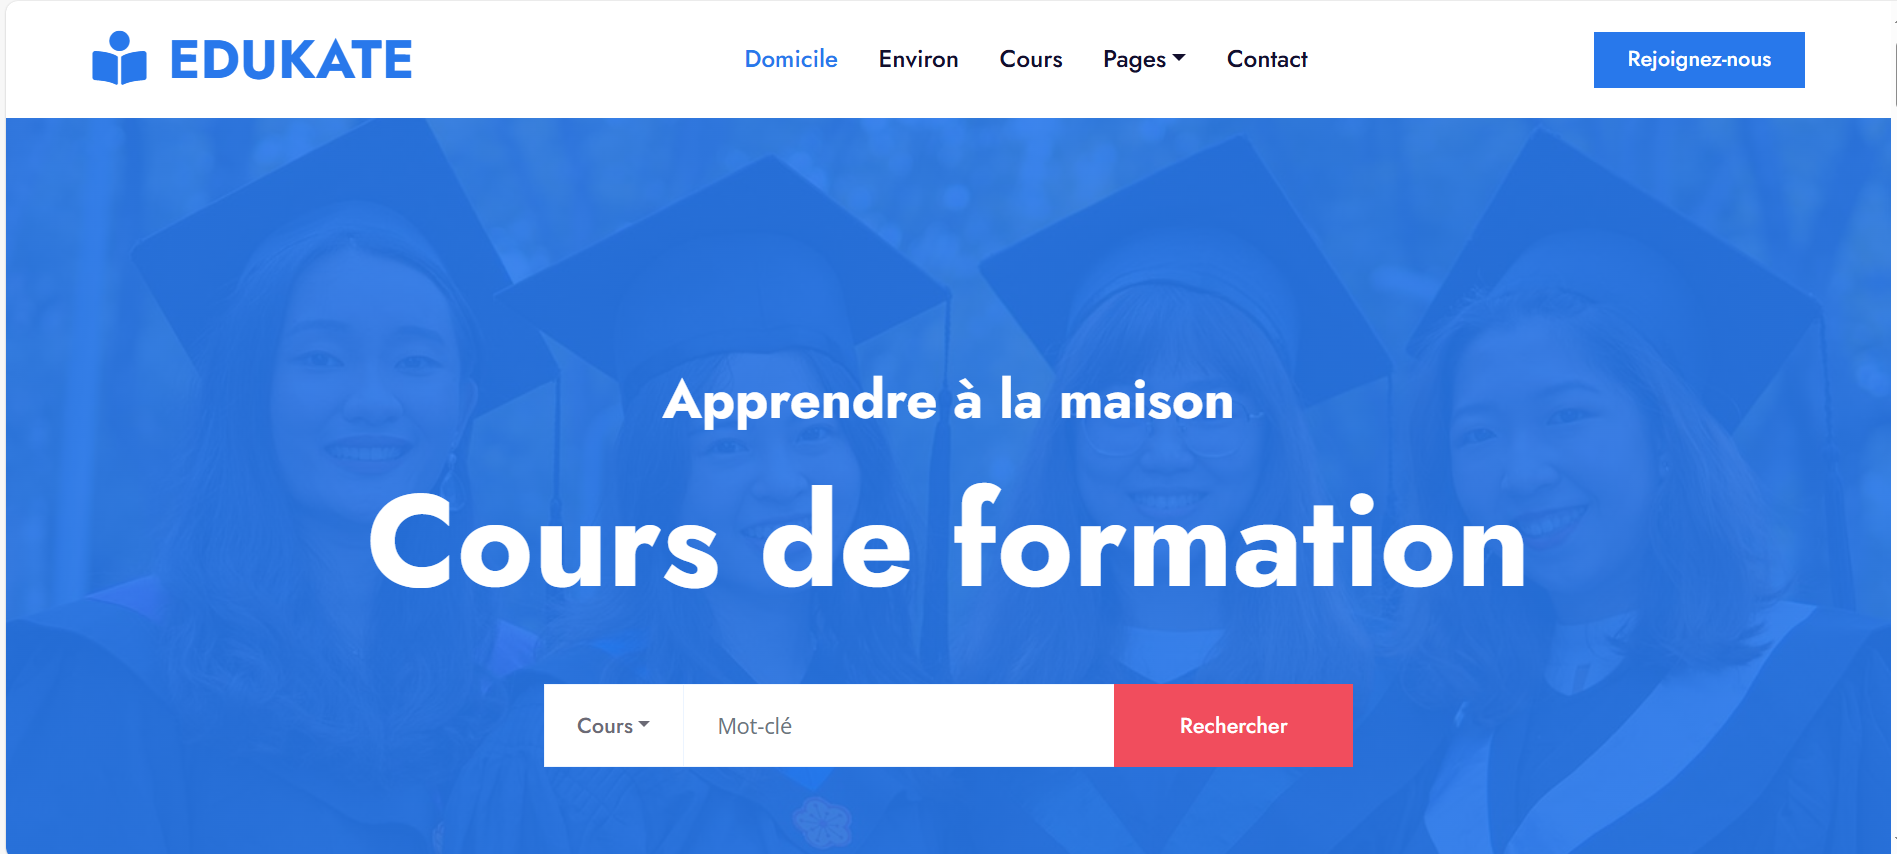 EDUKATE
Domicile Environ Cours Pages Contact
Rejoignez-nous
Apprendre à la maison
Cours de formation
Cours Mot-clé Rechercher